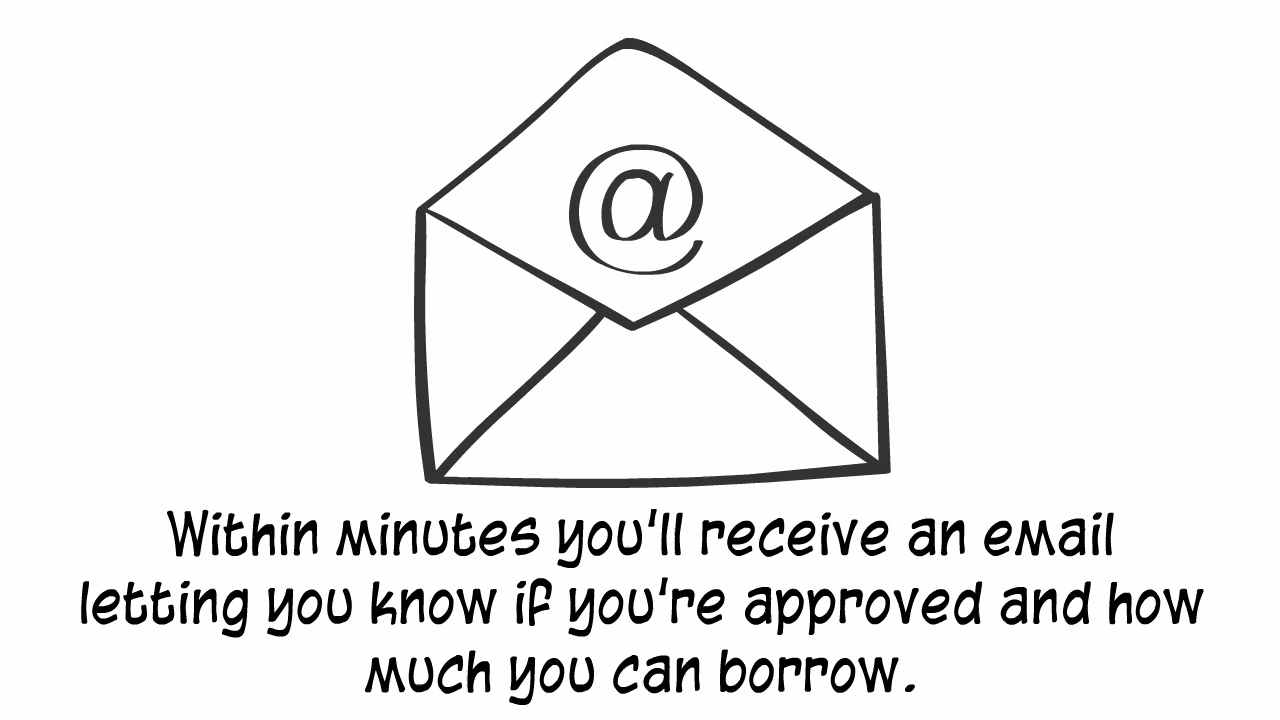 @
Within minutes you'll receive an email
letting you know if you're approved and how
much you can borrow.